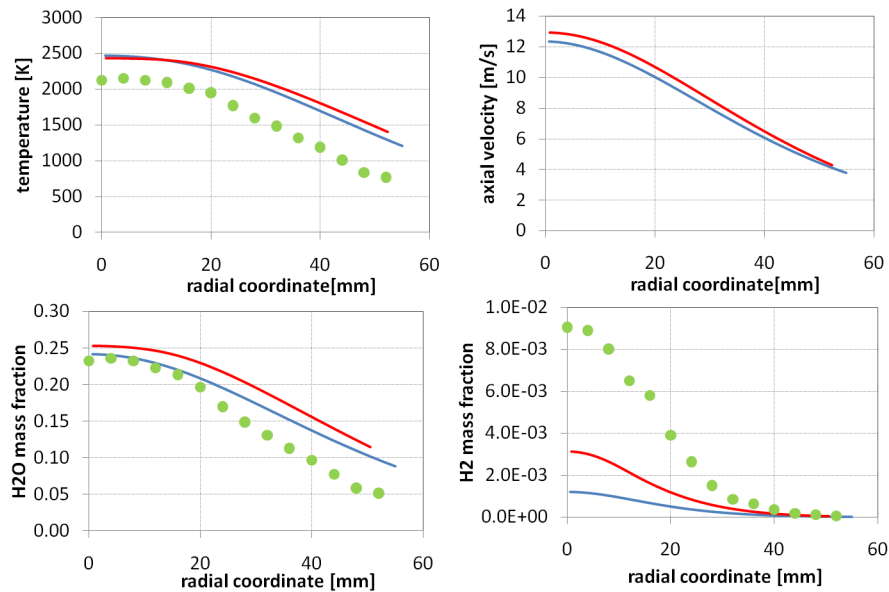 temperature [K]
3000
2500
2000
1500
1000
500
0
0 20 40 60
radial coordinate[mm]
axial velocity [m/s]
14
12
10
8
6
4
2
0
0 20 40 60
radial coordinate[mm]
H2O mass fraction
0.30
0.25
0.20
0.15
0.10
0.05
0.00
0 20 40 60
radial coordinate [mm]
H2 mass fraction
1.0E-02
8.0E-03
6.0E-03
4.0E-03
2.0E-03
0.0E+00
0 20 40 60
radial coordinate [mm]